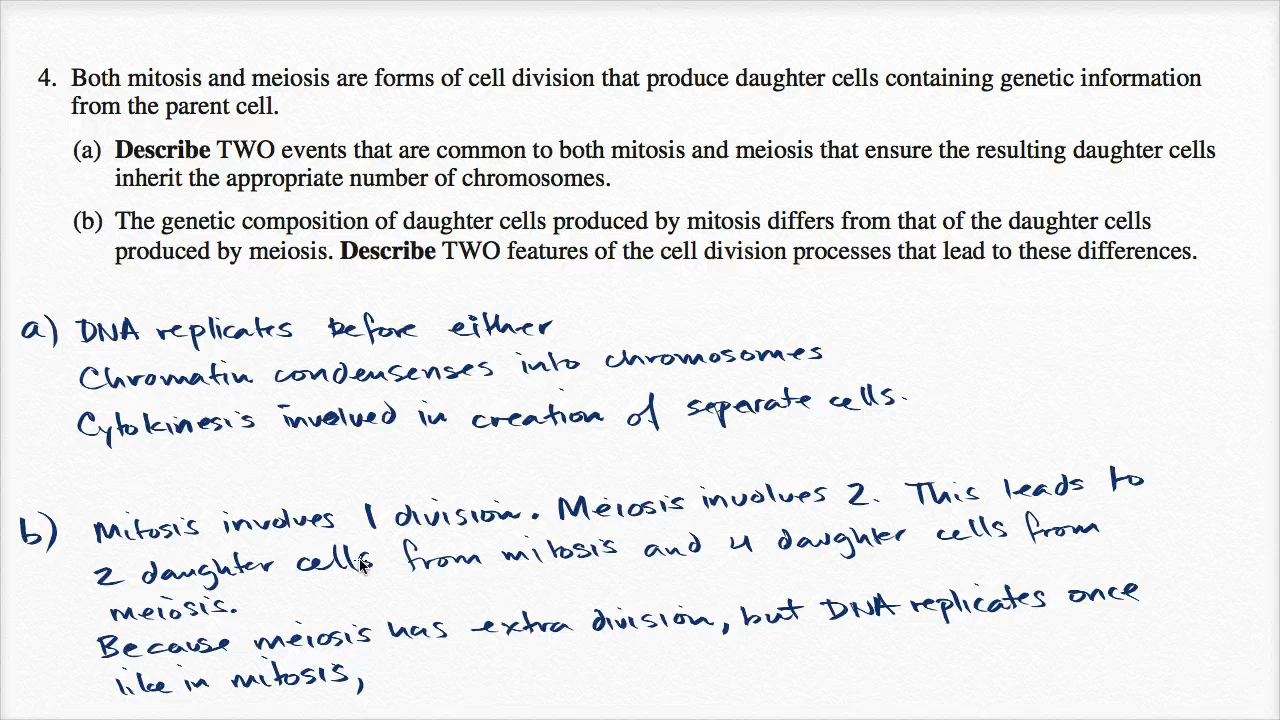 4. Both mitosis and meiosis are forms of cell division that produce daughter cells containing genetic information
from the parent cell.
(a) Describe TWO events that are common to both mitosis and meiosis that ensure the resulting daughter cells
inherit the appropriate number of chromosomes.
(b) The genetic composition of daughter cells produced by mitosis differs from that of the daughter cells
produced by meiosis. Describe TWO features of the cell division processes that lead to these differences.
a) DNA replicates before either
Chromatin condensenses into chromosomes
Cytokinesis involved in creation of separate cells.
b) Mitosis involves 1 division. Meiosis involves 2. This leads to
2 daughter cells from mitosis and 4 daughter cells from
meiosis.
Because meiosis has extra division, but DNA replicates once
like in mitosis,